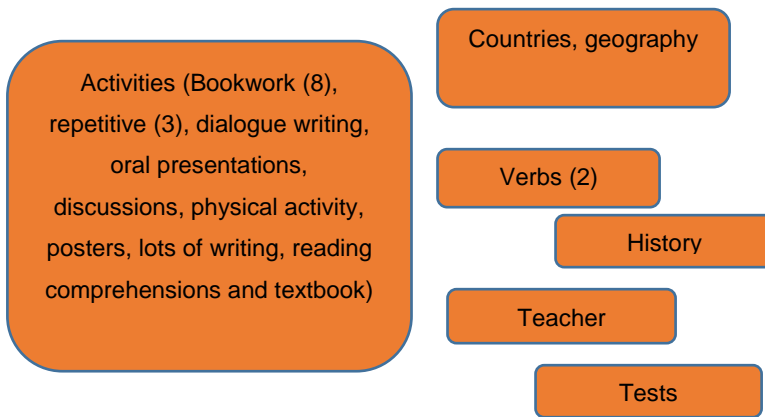 Activities (Bookwork (8),
repetitive (3), dialogue writing,
oral presentations,
discussions, physical activity,
posters, lots of writing, reading
comprehensions and textbook)
Countries, geography
Verbs (2)
History
Teacher
Tests